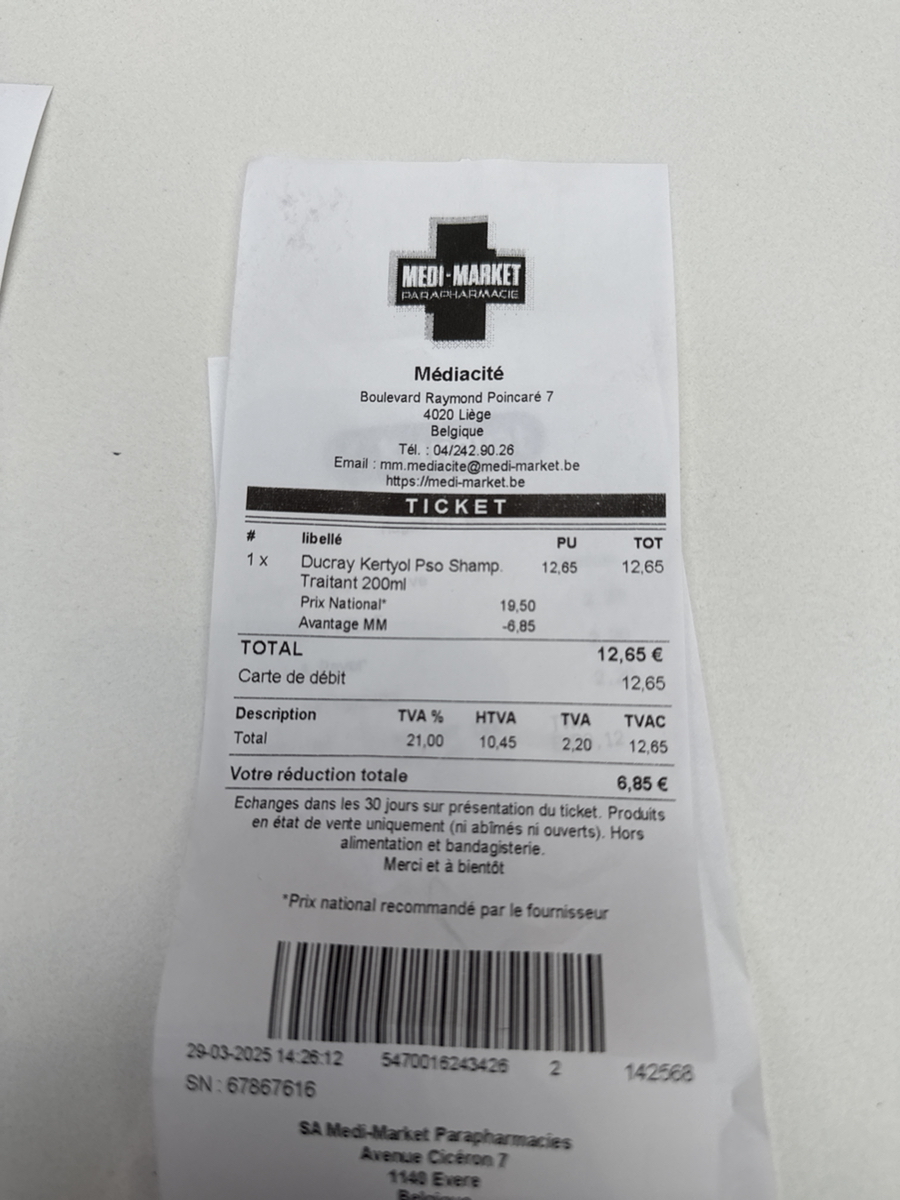 MEDI-MARKET
PARAPHARMACIE
Médiacité
Boulevard Raymond Poincaré 7
4020 Liège
Belgique
Tél. : 04/242.90.26
Email : mm.mediacite@medi-market.be
https://medi-market.be
TICKET
# libellé PU TOT
1 x Ducray Kertyol Pso Shamp. 12,65 12,65
Traitant 200ml
Prix National* 19,50
Avantage MM -6,85
TOTAL 12,65 €
Carte de débit 12,65
Description TVA % HTVA TVA TVAC
Total 21,00 10,45 2,20 12,65
Votre réduction totale 6,85 €
Echanges dans les 30 jours sur présentation du ticket. Produits
en état de vente uniquement (ni abîmés ni ouverts). Hors
alimentation et bandagisterie.
Merci et à bientôt
*Prix national recommandé par le fournisseur
29-03-2025 14:26:12 5470016243426 2 142568
SN : 67867616
SA Medi-Market Parapharmacies
Avenue Cicéron 7
1140 Evere
Belgique